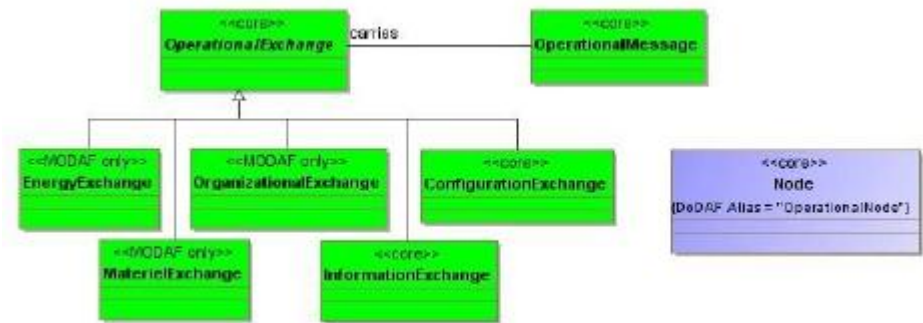 <<core>>
OperationalExchange
carries
<<core>>
OperationalMessage
<<MODAF only>>
EnergyExchange
<<MODAF only>>
OrganizationalExchange
<<core>>
ConfigurationExchange
<<core>>
Node
{DoDAF Alias = "OperationalNode"}
<<MODAF only>>
MaterielExchange
<<core>>
InformationExchange